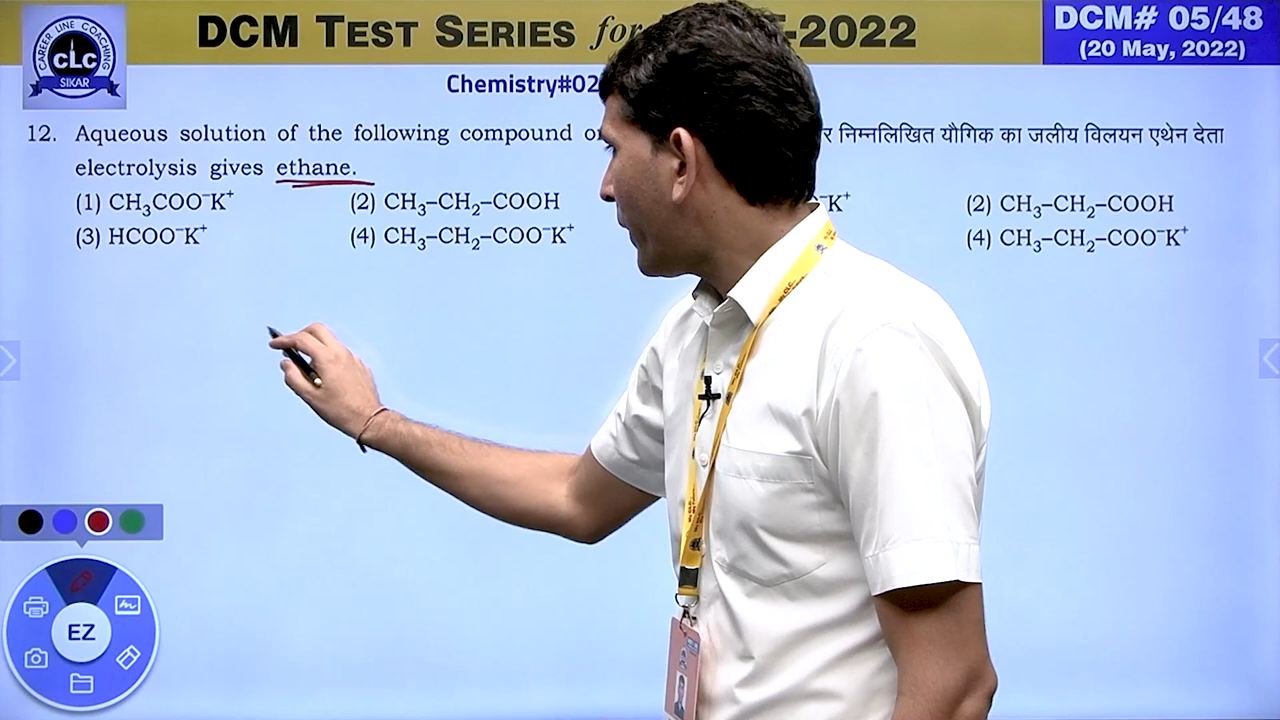 CAREER LINE COACHING
CLC
SIKAR
DCM TEST SERIES for -2022
DCM# 05/48
(20 May, 2022)
Chemistry#02
12. Aqueous solution of the following compound
electrolysis gives ethane.
(1) CH₃COO⁻K⁺ (2) CH₃–CH₂–COOH
(3) HCOO⁻K⁺ (4) CH₃–CH₂–COO⁻K⁺
निम्नलिखित यौगिक का जलीय विलयन एथेन देता
K⁺ (2) CH₃–CH₂–COOH
(4) CH₃–CH₂–COO⁻K⁺
EZ